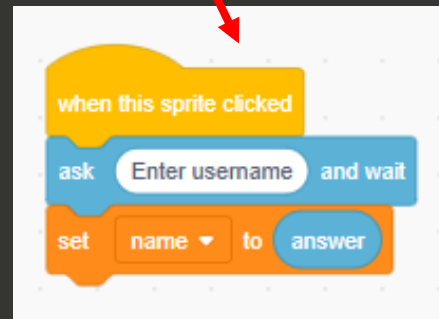 when this sprite clicked
ask Enter username and wait
set name to answer